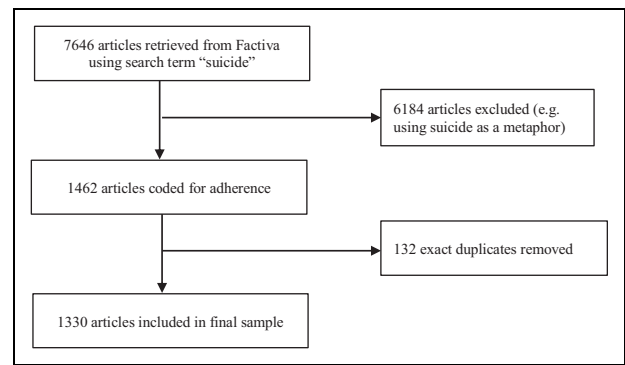 7646 articles retrieved from Factiva
using search term “suicide”
6184 articles excluded (e.g.
using suicide as a metaphor)
1462 articles coded for adherence
132 exact duplicates removed
1330 articles included in final sample